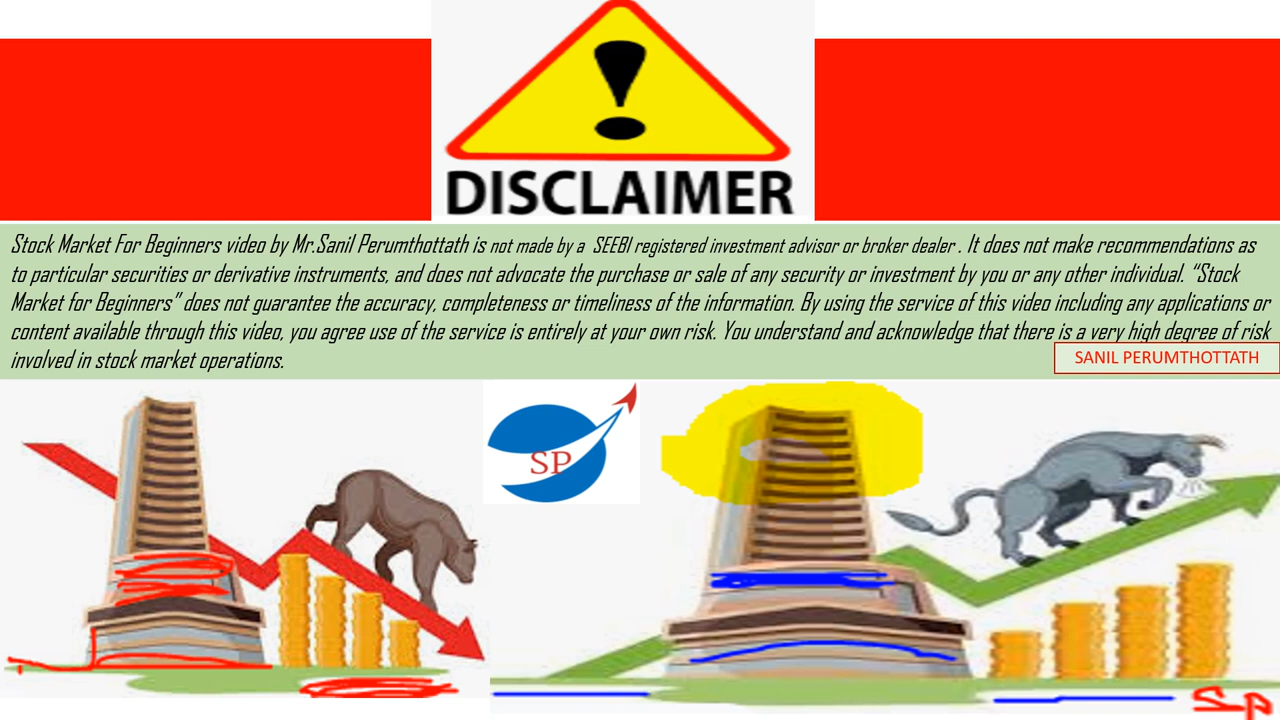 DISCLAIMER
Stock Market For Beginners video by Mr.Sanil Perumthottath is not made by a SEEBI registered investment advisor or broker dealer . It does not make recommendations as
to particular securities or derivative instruments, and does not advocate the purchase or sale of any security or investment by you or any other individual. “Stock
Market for Beginners” does not guarantee the accuracy, completeness or timeliness of the information. By using the service of this video including any applications or
content available through this video, you agree use of the service is entirely at your own risk. You understand and acknowledge that there is a very high degree of risk
involved in stock market operations.
SANIL PERUMTHOTTATH
SP
Sp